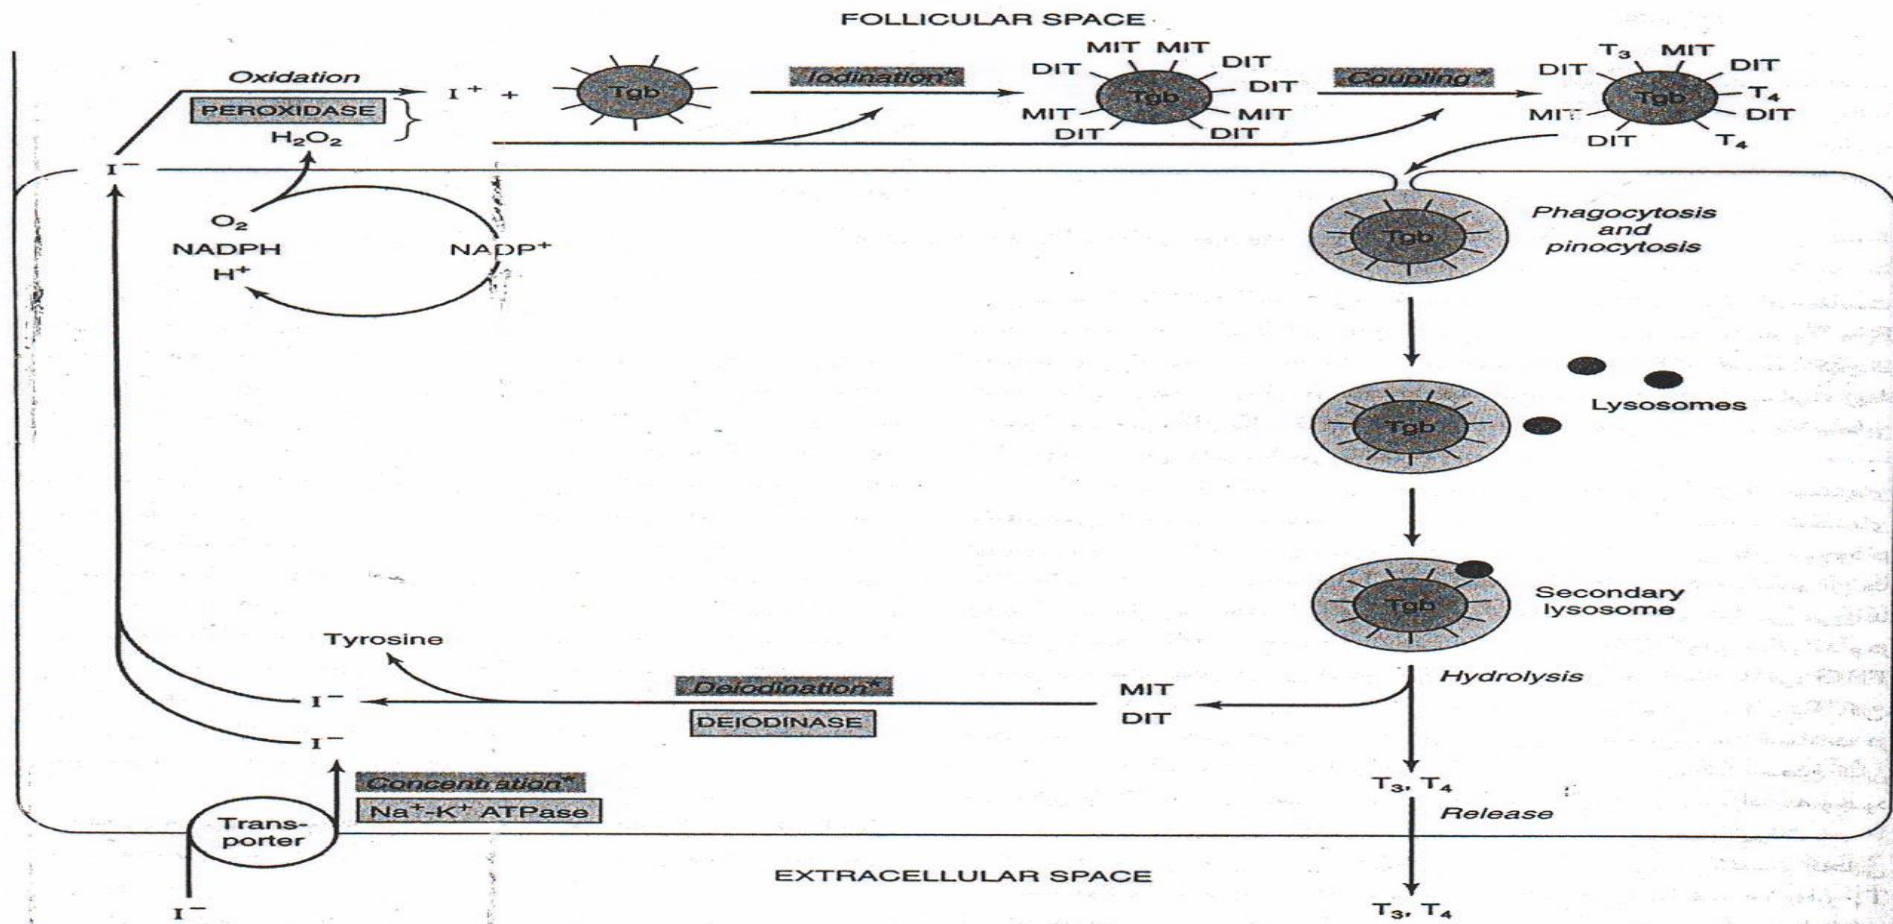 FOLLICULAR SPACE
Oxidation
PEROXIDASE
H₂O₂
I⁺ +
Tgb
Iodination*
MIT MIT
DIT
DIT
DIT
MIT
MIT
DIT
DIT
Tgb
Coupling*
T₃
MIT
DIT
DIT
T₄
MIT
DIT
DIT
T₄
Tgb
I⁻
O₂
NADPH
H⁺
NADP⁺
Tgb
Phagocytosis
and
pinocytosis
Tgb
Lysosomes
Tgb
Secondary
lysosome
Hydrolysis
Tyrosine
I⁻
Deiodination*
DEIODINASE
MIT
DIT
I⁻
Concentration*
Na⁺-K⁺ ATPase
Trans-
porter
T₃, T₄
Release
EXTRACELLULAR SPACE
I⁻
T₃, T₄